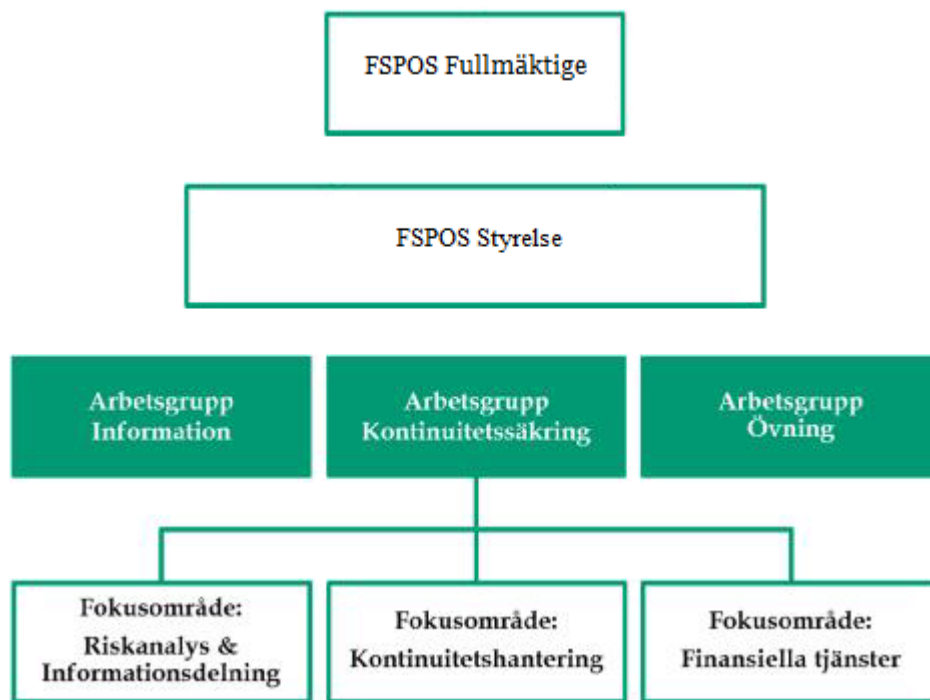 FSPOS Fullmäktige
FSPOS Styrelse
Arbetsgrupp
Information
Arbetsgrupp
Kontinuitetssäkring
Arbetsgrupp
Övning
Fokusområde:
Riskanalys &
Informationsdelning
Fokusområde:
Kontinuitetshantering
Fokusområde:
Finansiella tjänster